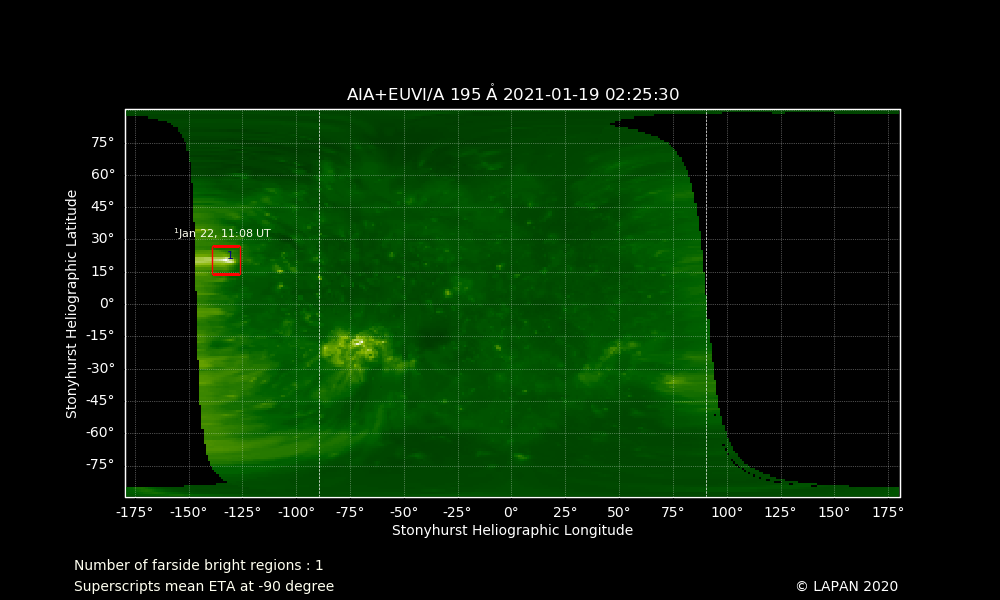 AIA+EUVI/A 195 Å 2021-01-19 02:25:30
75°
60°
45°
30°
15°
0°
-15°
-30°
-45°
-60°
-75°
Stonyhurst Heliographic Latitude
¹Jan 22, 11:08 UT
1
-175° -150° -125° -100° -75° -50° -25° 0° 25° 50° 75° 100° 125° 150° 175°
Stonyhurst Heliographic Longitude
Number of farside bright regions : 1
Superscripts mean ETA at -90 degree
© LAPAN 2020